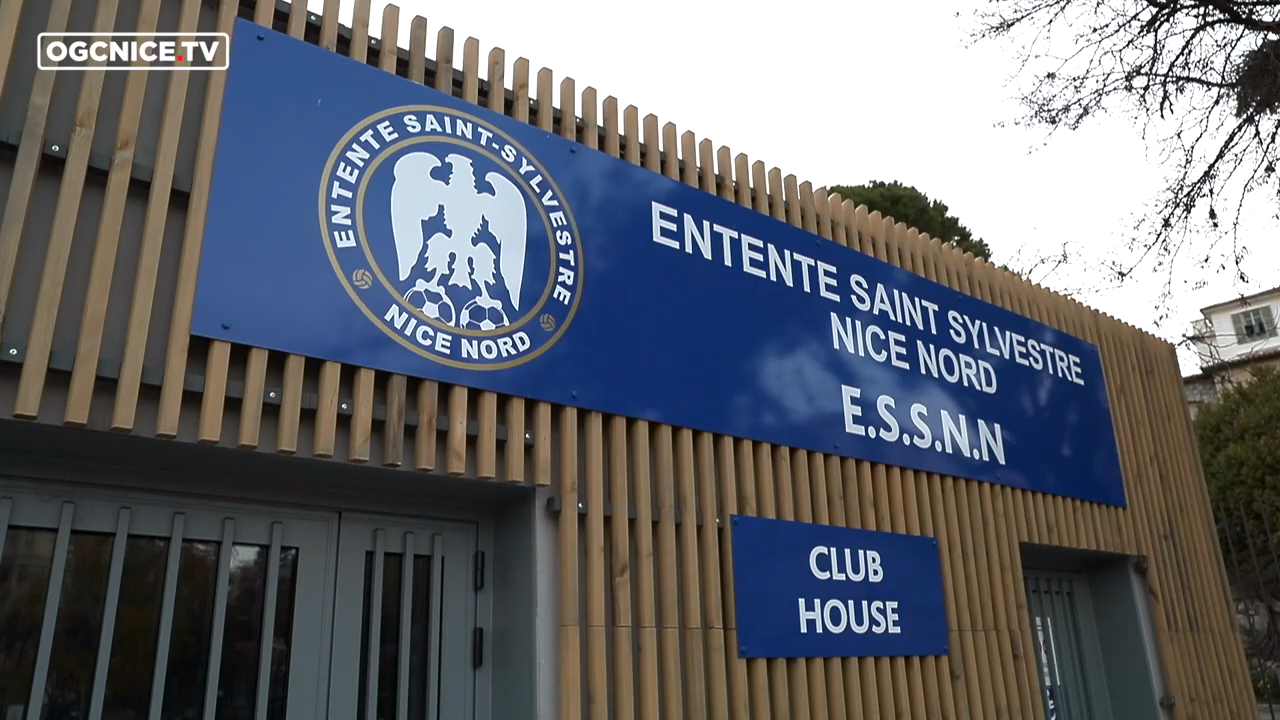 OGCNICE.TV
ENTENTE SAINT-SYLVESTRE
NICE NORD
ENTENTE SAINT SYLVESTRE
NICE NORD
E.S.S.N.N
CLUB
HOUSE